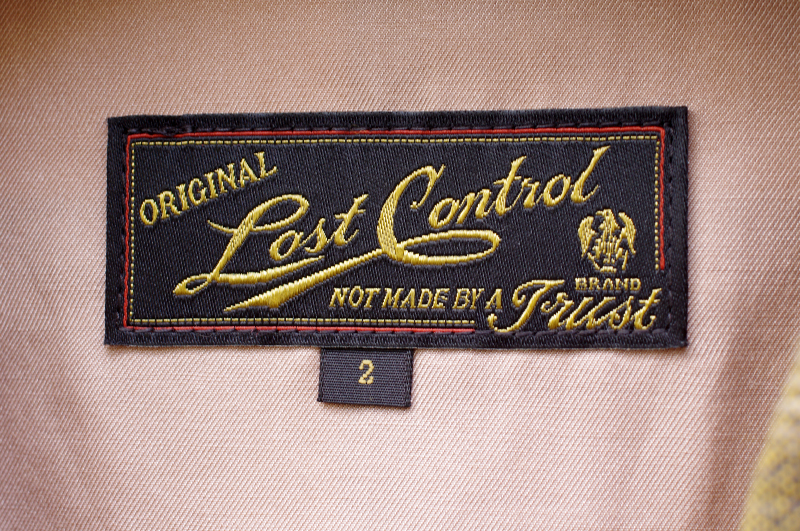 ORIGINAL
Lost Control
BRAND
NOT MADE BY A Trust
2